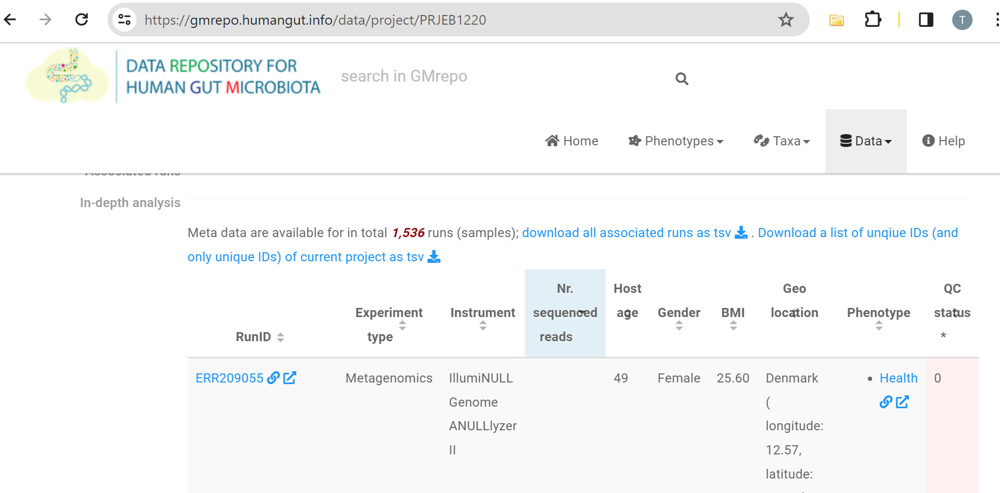 https://gmrepo.humangut.info/data/project/PRJEB1220
T
DATA REPOSITORY FOR
HUMAN GUT MICROBIOTA
search in GMrepo
Home Phenotypes Taxa Data Help
Associated runs
In-depth analysis
Meta data are available for in total 1,536 runs (samples); download all associated runs as tsv . Download a list of unqiue IDs (and
only unique IDs) of current project as tsv
RunID
Experiment
type
Instrument
Nr.
sequenced
reads
Host
age
Gender
BMI
Geo
location
Phenotype
QC
status
*
ERR209055
Metagenomics
IllumiNULL
Genome
ANULLlyzer
II
49
Female
25.60
Denmark
(
longitude:
12.57,
latitude:
Health
0